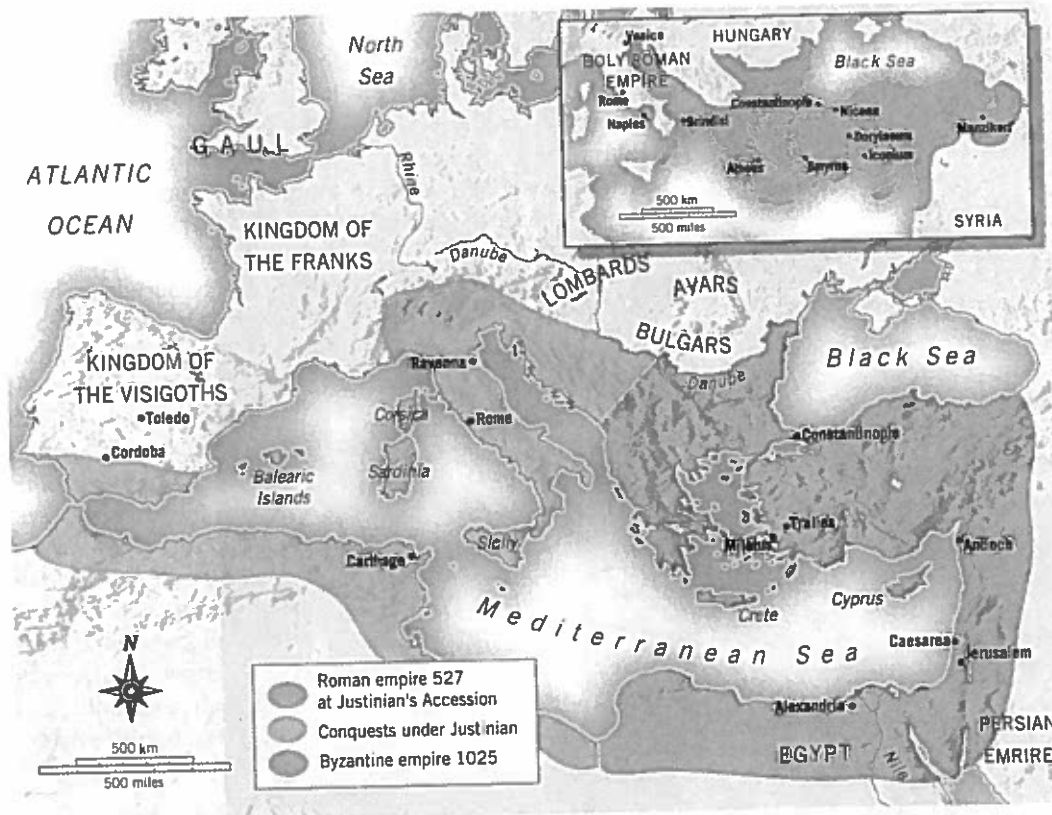 North
Sea
GAUL
ATLANTIC
OCEAN
Rhine
KINGDOM OF
THE FRANKS
Danube
LOMBARDS
AVARS
BULGARS
Danube
Black Sea
KINGDOM OF
THE VISIGOTHS
Toledo
Cordoba
Balearic
Islands
Corsica
Sardinia
Ravenna
Rome
Constantinople
Carthage
Sicily
Miletus
Tralles
Antioch
Crete
Cyprus
Mediterranean Sea
Caesarea
Jerusalem
Alexandria
EGYPT
Nile
PERSIAN
EMRIRE
N
500 km
500 miles
Roman empire 527
at Justinian's Accession
Conquests under Justinian
Byzantine empire 1025
Venice
HOLY ROMAN
EMPIRE
HUNGARY
Black Sea
Rome
Naples
Brindisi
Constantinople
Nicaea
Dorylaeum
Iconium
Manzikert
Athens
Smyrna
500 km
500 miles
SYRIA